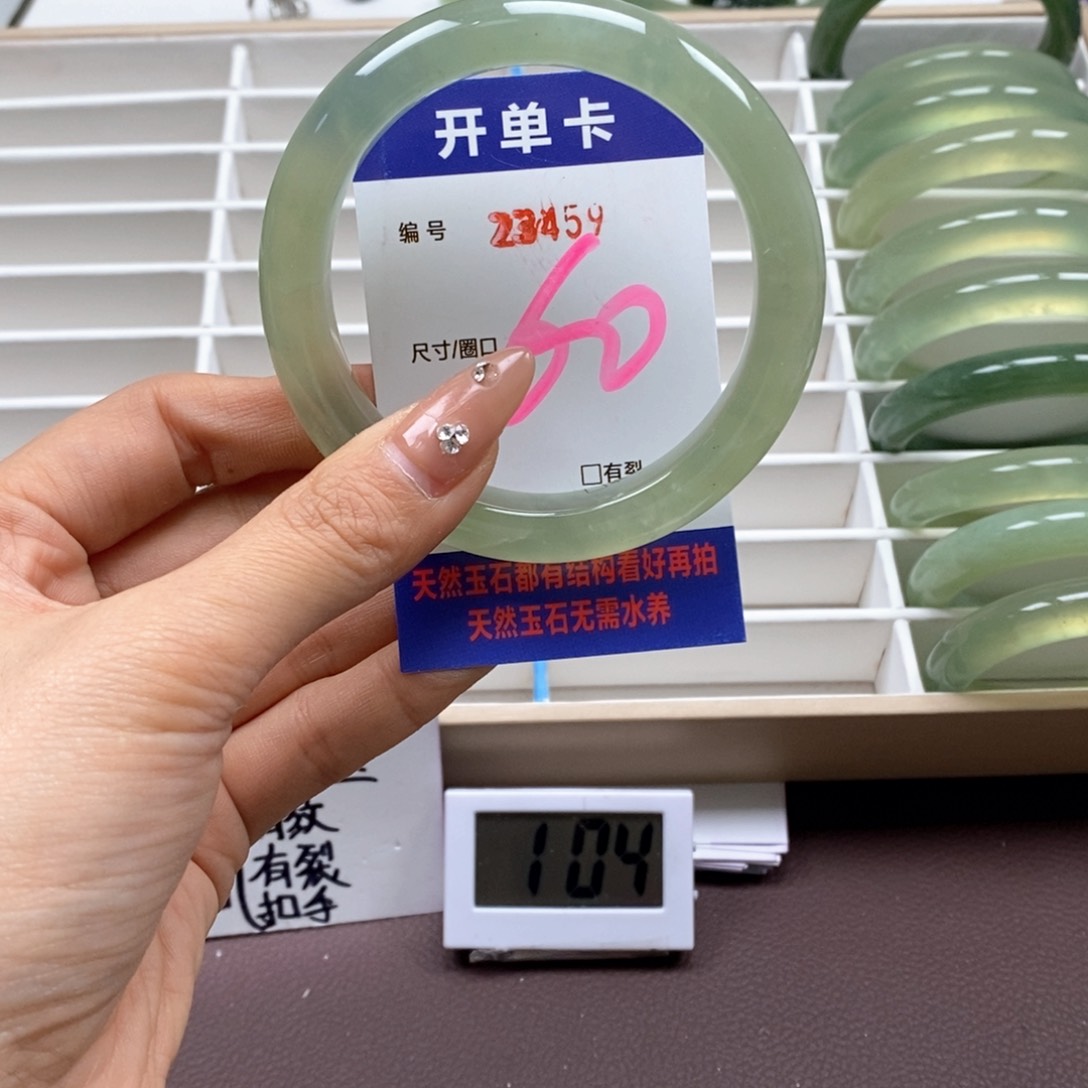 开单卡
编号 23459
60
尺寸/圈口
□有裂
天然玉石都有结构看好再拍
天然玉石无需水养
有裂
扣手
104